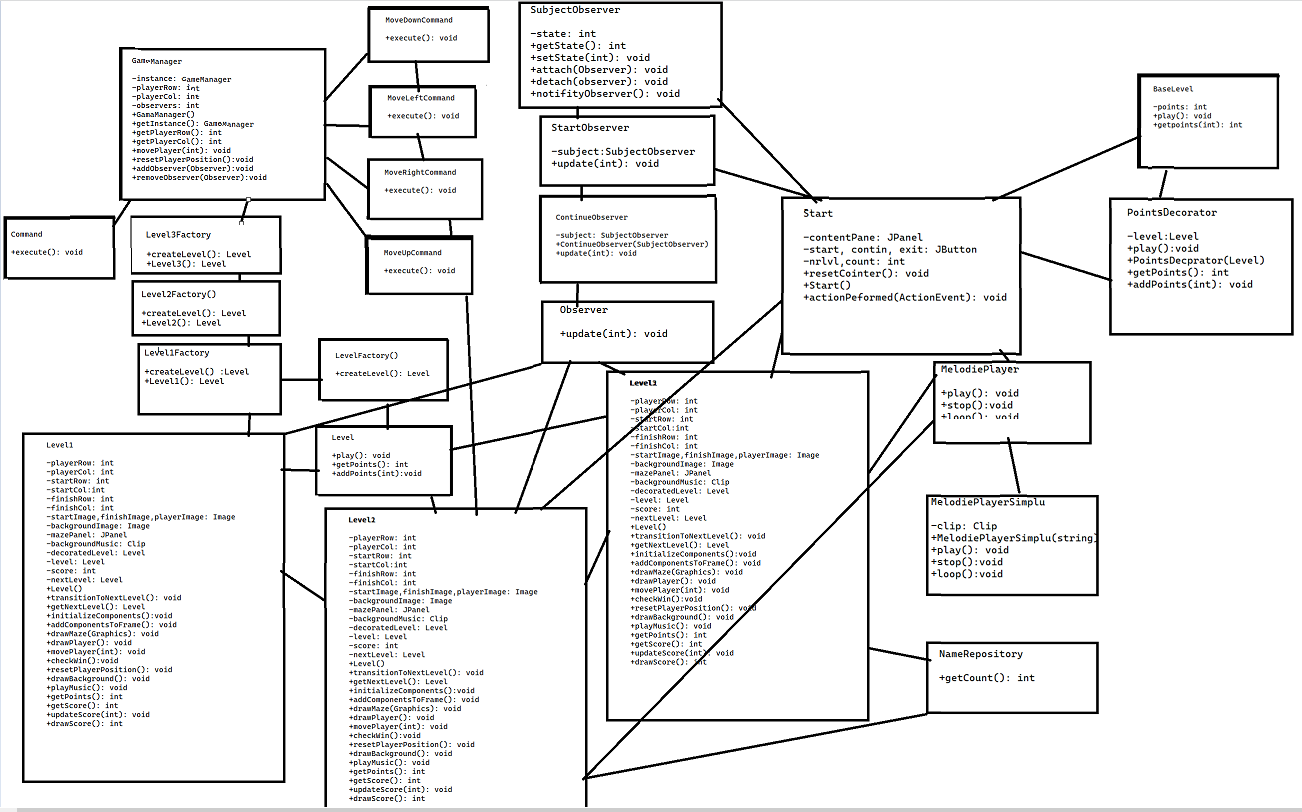 MoveDownCommand
+execute(): void
SubjectObserver
-state: int
+getState(): int
+setState(int): void
+attach(Observer): void
+detach(observer): void
+notifityObserver(): void
GameManager
-instance: GameManager
-playerRow: int
-playerCol: int
-observers: int
+GamaManager()
+getInstance(): GameManager
+getPlayerRow(): int
+getPlayerCol(): int
+movePlayer(int): void
+resetPlayerPosition():void
+addObserver(Observer):void
+removeObserver(Observer):void
MoveLeftCommand
+execute(): void
MoveRightCommand
+execute(): void
MoveUpCommand
+execute(): void
StartObserver
-subject:SubjectObserver
+update(int): void
ContinueObserver
-subject: SubjectObserver
+ContinueObserver(SubjectObserver)
+update(int): void
Observer
+update(int): void
BaseLevel
-points: int
+play(): void
+getpoints(int): int
Start
-contentPane: JPanel
-start, contin, exit: JButton
-nrlvl,count: int
+resetCointer(): void
+Start()
+actionPeformed(ActionEvent): void
PointsDecorator
-level:Level
+play():void
+PointsDecprator(Level)
+getPoints(): int
+addPoints(int): void
Command
+execute(): void
Level3Factory
+createLevel(): Level
+Level3(): Level
Level2Factory()
+createLevel(): Level
+Level2(): Level
Level1Factory
+createLevel() :Level
+Level1(): Level
LevelFactory()
+createLevel(): Level
Level
+play(): void
+getPoints(): int
+addPoints(int):void
Level1
-playerRow: int
-playerCol: int
-startRow: int
-startCol:int
-finishRow: int
-finishCol: int
-startImage,finishImage,playerImage: Image
-backgroundImage: Image
-mazePanel: JPanel
-backgroundMusic: Clip
-decoratedLevel: Level
-level: Level
-score: int
-nextLevel: Level
+Level()
+transitionToNextLevel(): void
+getNextLevel(): Level
+initializeComponents():void
+addComponentsToFrame(): void
+drawMaze(Graphics): void
+drawPlayer(): void
+movePlayer(int): void
+checkWin():void
+resetPlayerPosition(): void
+drawBackground(): void
+playMusic(): void
+getPoints(): int
+getScore(): int
+updateScore(int): void
+drawScore(): int
Level2
-playerRow: int
-playerCol: int
-startRow: int
-startCol:int
-finishRow: int
-finishCol: int
-startImage,finishImage,playerImage: Image
-backgroundImage: Image
-mazePanel: JPanel
-backgroundMusic: Clip
-decoratedLevel: Level
-level: Level
-score: int
-nextLevel: Level
+Level()
+transitionToNextLevel(): void
+getNextLevel(): Level
+initializeComponents():void
+addComponentsToFrame(): void
+drawMaze(Graphics): void
+drawPlayer(): void
+movePlayer(int): void
+checkWin():void
+resetPlayerPosition(): void
+drawBackground(): void
+playMusic(): void
+getPoints(): int
+getScore(): int
+updateScore(int): void
+drawScore(): int
Level3
-playerRow: int
-playerCol: int
-startRow: int
-startCol:int
-finishRow: int
-finishCol: int
-startImage,finishImage,playerImage: Image
-backgroundImage: Image
-mazePanel: JPanel
-backgroundMusic: Clip
-decoratedLevel: Level
-level: Level
-score: int
-nextLevel: Level
+Level()
+transitionToNextLevel(): void
+getNextLevel(): Level
+initializeComponents():void
+addComponentsToFrame(): void
+drawMaze(Graphics): void
+drawPlayer(): void
+movePlayer(int): void
+checkWin():void
+resetPlayerPosition(): void
+drawBackground(): void
+playMusic(): void
+getPoints(): int
+getScore(): int
+updateScore(int): void
+drawScore(): int
MelodiePlayer
+play(): void
+stop():void
+loop(): void
MelodiePlayerSimplu
-clip: Clip
+MelodiePlayerSimplu(string)
+play(): void
+stop():void
+loop():void
NameRepository
+getCount(): int